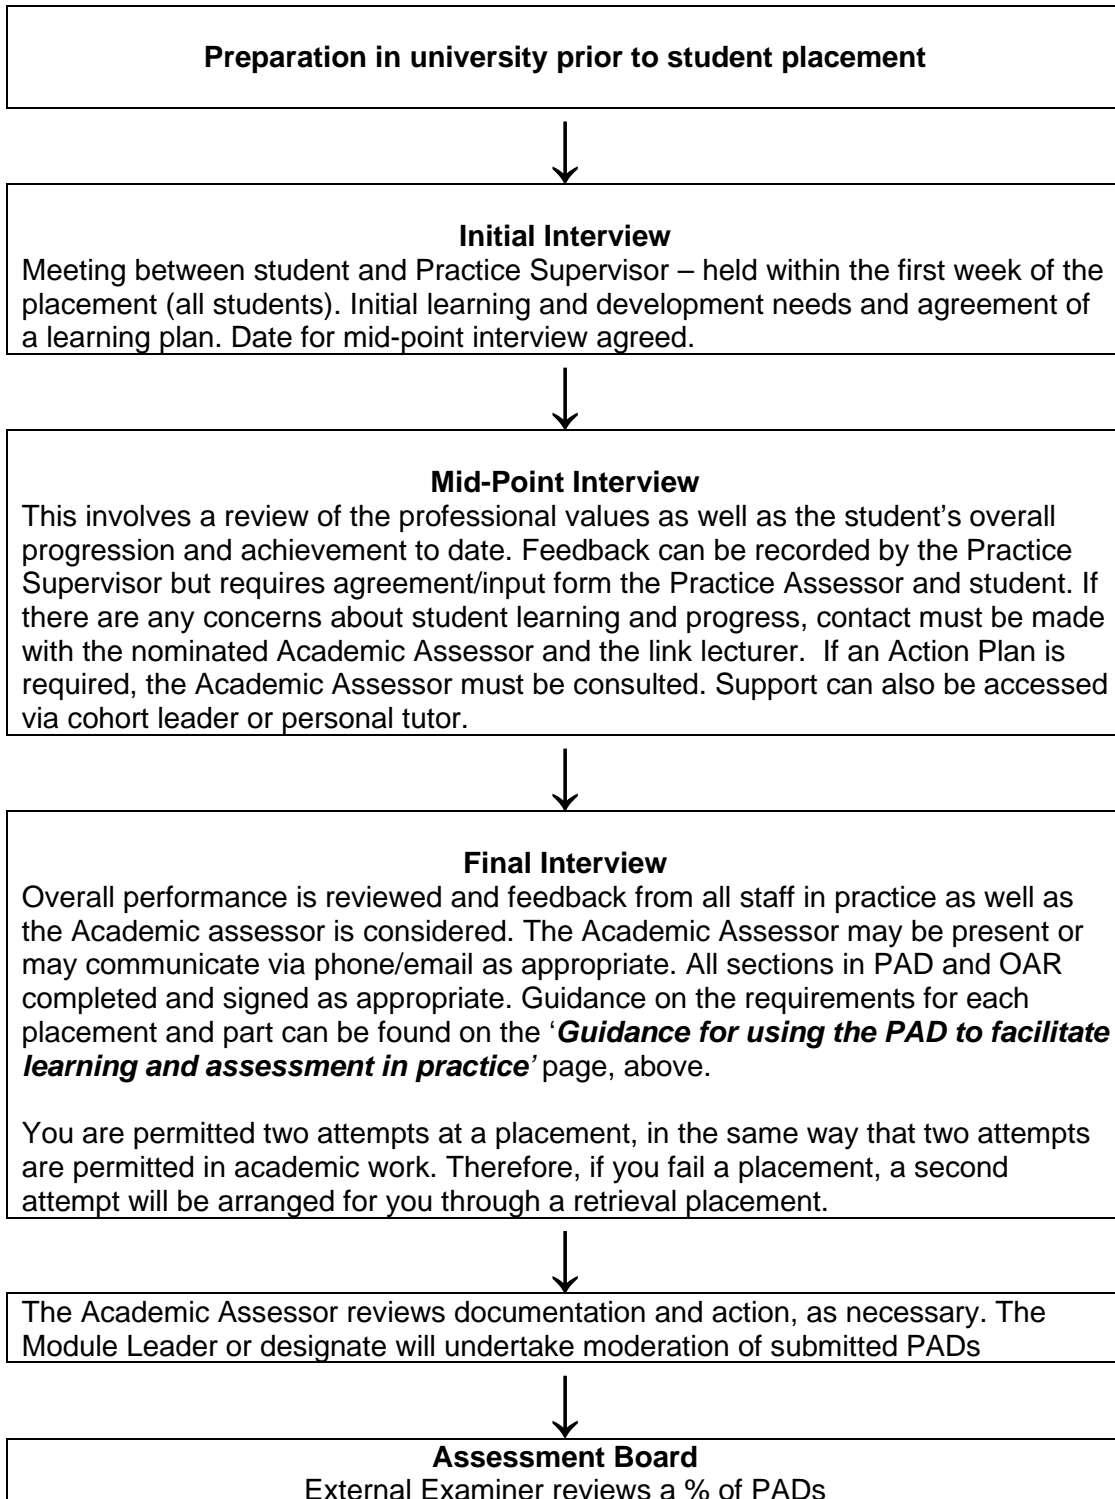 Preparation in university prior to student placement
Initial Interview
Meeting between student and Practice Supervisor – held within the first week of the
placement (all students). Initial learning and development needs and agreement of
a learning plan. Date for mid-point interview agreed.
Mid-Point Interview
This involves a review of the professional values as well as the student’s overall
progression and achievement to date. Feedback can be recorded by the Practice
Supervisor but requires agreement/input form the Practice Assessor and student. If
there are any concerns about student learning and progress, contact must be made
with the nominated Academic Assessor and the link lecturer.  If an Action Plan is
required, the Academic Assessor must be consulted. Support can also be accessed
via cohort leader or personal tutor.
Final Interview
Overall performance is reviewed and feedback from all staff in practice as well as
the Academic assessor is considered. The Academic Assessor may be present or
may communicate via phone/email as appropriate. All sections in PAD and OAR
completed and signed as appropriate. Guidance on the requirements for each
placement and part can be found on the ‘Guidance for using the PAD to facilitate
learning and assessment in practice’ page, above.
You are permitted two attempts at a placement, in the same way that two attempts
are permitted in academic work. Therefore, if you fail a placement, a second
attempt will be arranged for you through a retrieval placement.
The Academic Assessor reviews documentation and action, as necessary. The
Module Leader or designate will undertake moderation of submitted PADs
Assessment Board
External Examiner reviews a % of PADs